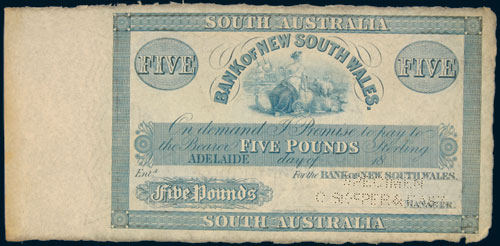 SOUTH AUSTRALIA
FIVE BANK OF NEW SOUTH WALES. FIVE
On demand I Promise to pay to
the Bearer FIVE POUNDS Sterling
ADELAIDE day of 18
Entd. For the BANK OF NEW SOUTH WALES.
SPECIMEN
Five Pounds
MANAGER.
SOUTH AUSTRALIA